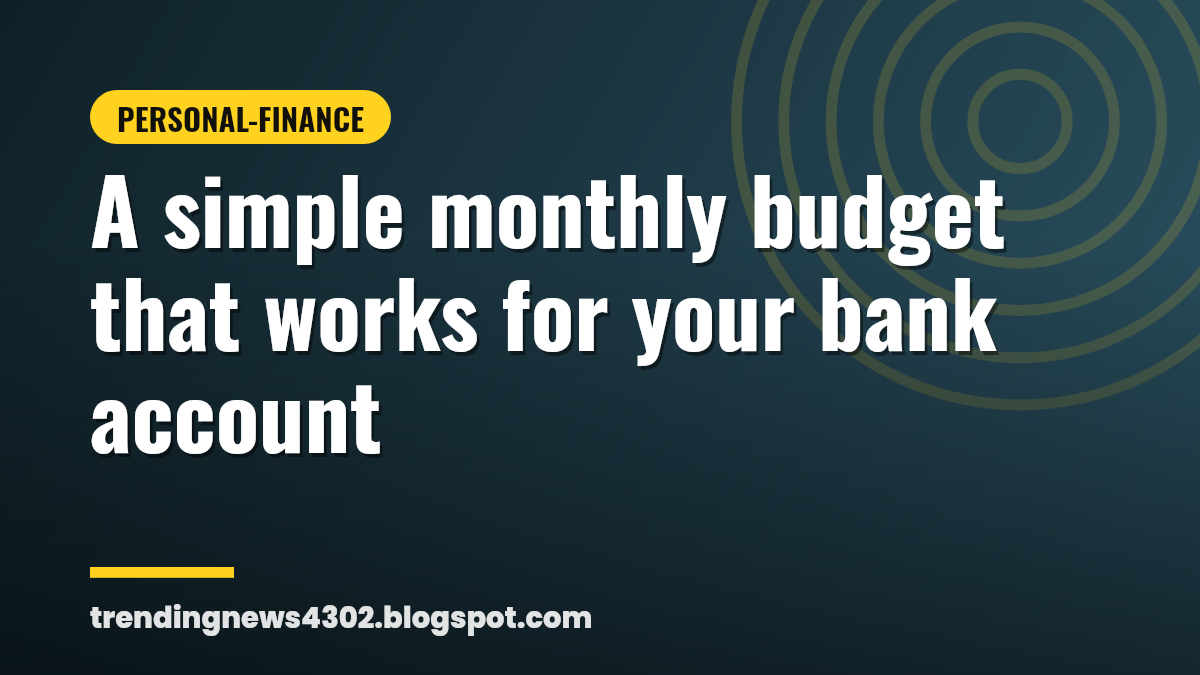 PERSONAL-FINANCE
A simple monthly budget
that works for your bank
account
trendingnews4302.blogspot.com